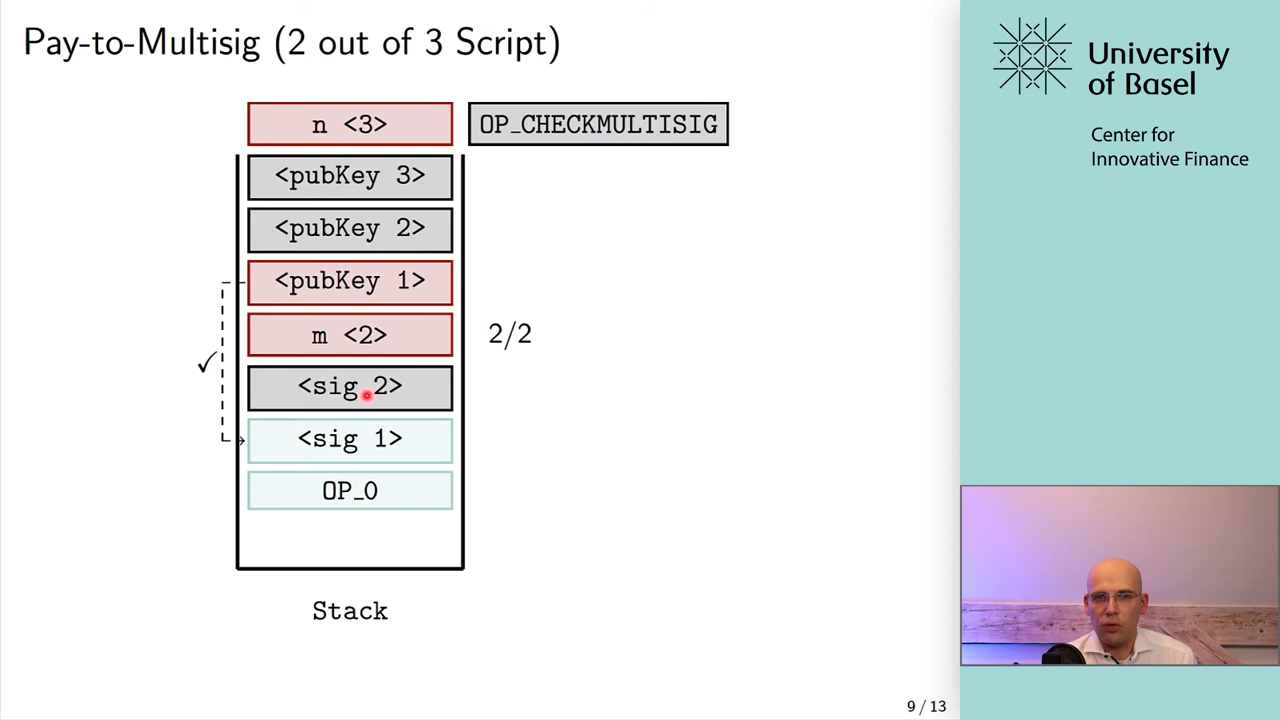 Pay-to-Multisig (2 out of 3 Script)
n <3>
OP_CHECKMULTISIG
<pubKey 3>
<pubKey 2>
<pubKey 1>
m <2>
2/2
<sig 2>
<sig 1>
OP_0
Stack
9 / 13
University
of Basel
Center for
Innovative Finance